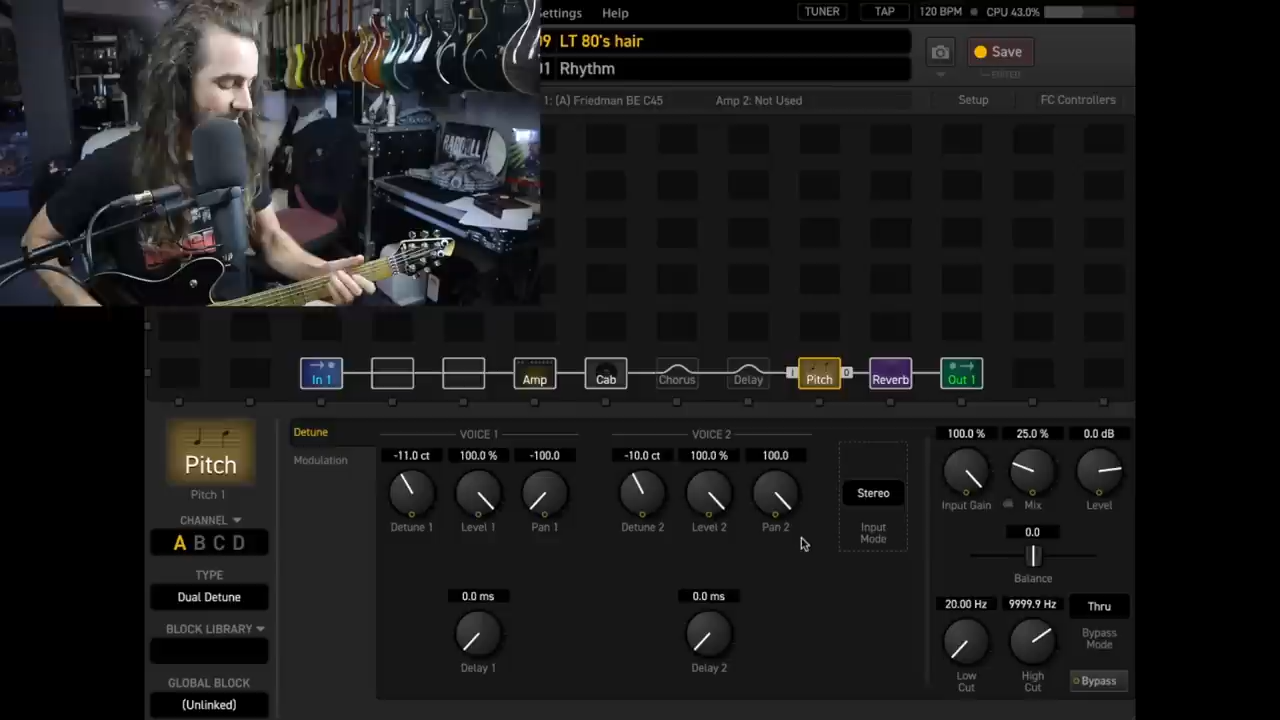 Settings Help TUNER TAP 120 BPM CPU 43.0%
09 LT 80's hair
01 Rhythm
Save
EDITED
1: (A) Friedman BE C45 Amp 2: Not Used Setup FC Controllers
RAGDOLL
In 1 Amp Cab Chorus Delay I Pitch O Reverb Out 1
Pitch
Pitch 1
CHANNEL
A B C D
TYPE
Dual Detune
BLOCK LIBRARY
GLOBAL BLOCK
(Unlinked)
Detune
Modulation
VOICE 1
-11.0 ct 100.0 % -100.0
Detune 1 Level 1 Pan 1
0.0 ms
Delay 1
VOICE 2
-10.0 ct 100.0 % 100.0
Detune 2 Level 2 Pan 2
0.0 ms
Delay 2
Stereo
Input
Mode
100.0 % 25.0 % 0.0 dB
Input Gain Mix Level
0.0
Balance
20.00 Hz 9999.9 Hz Thru
Low
Cut
High
Cut
Bypass
Mode
Bypass